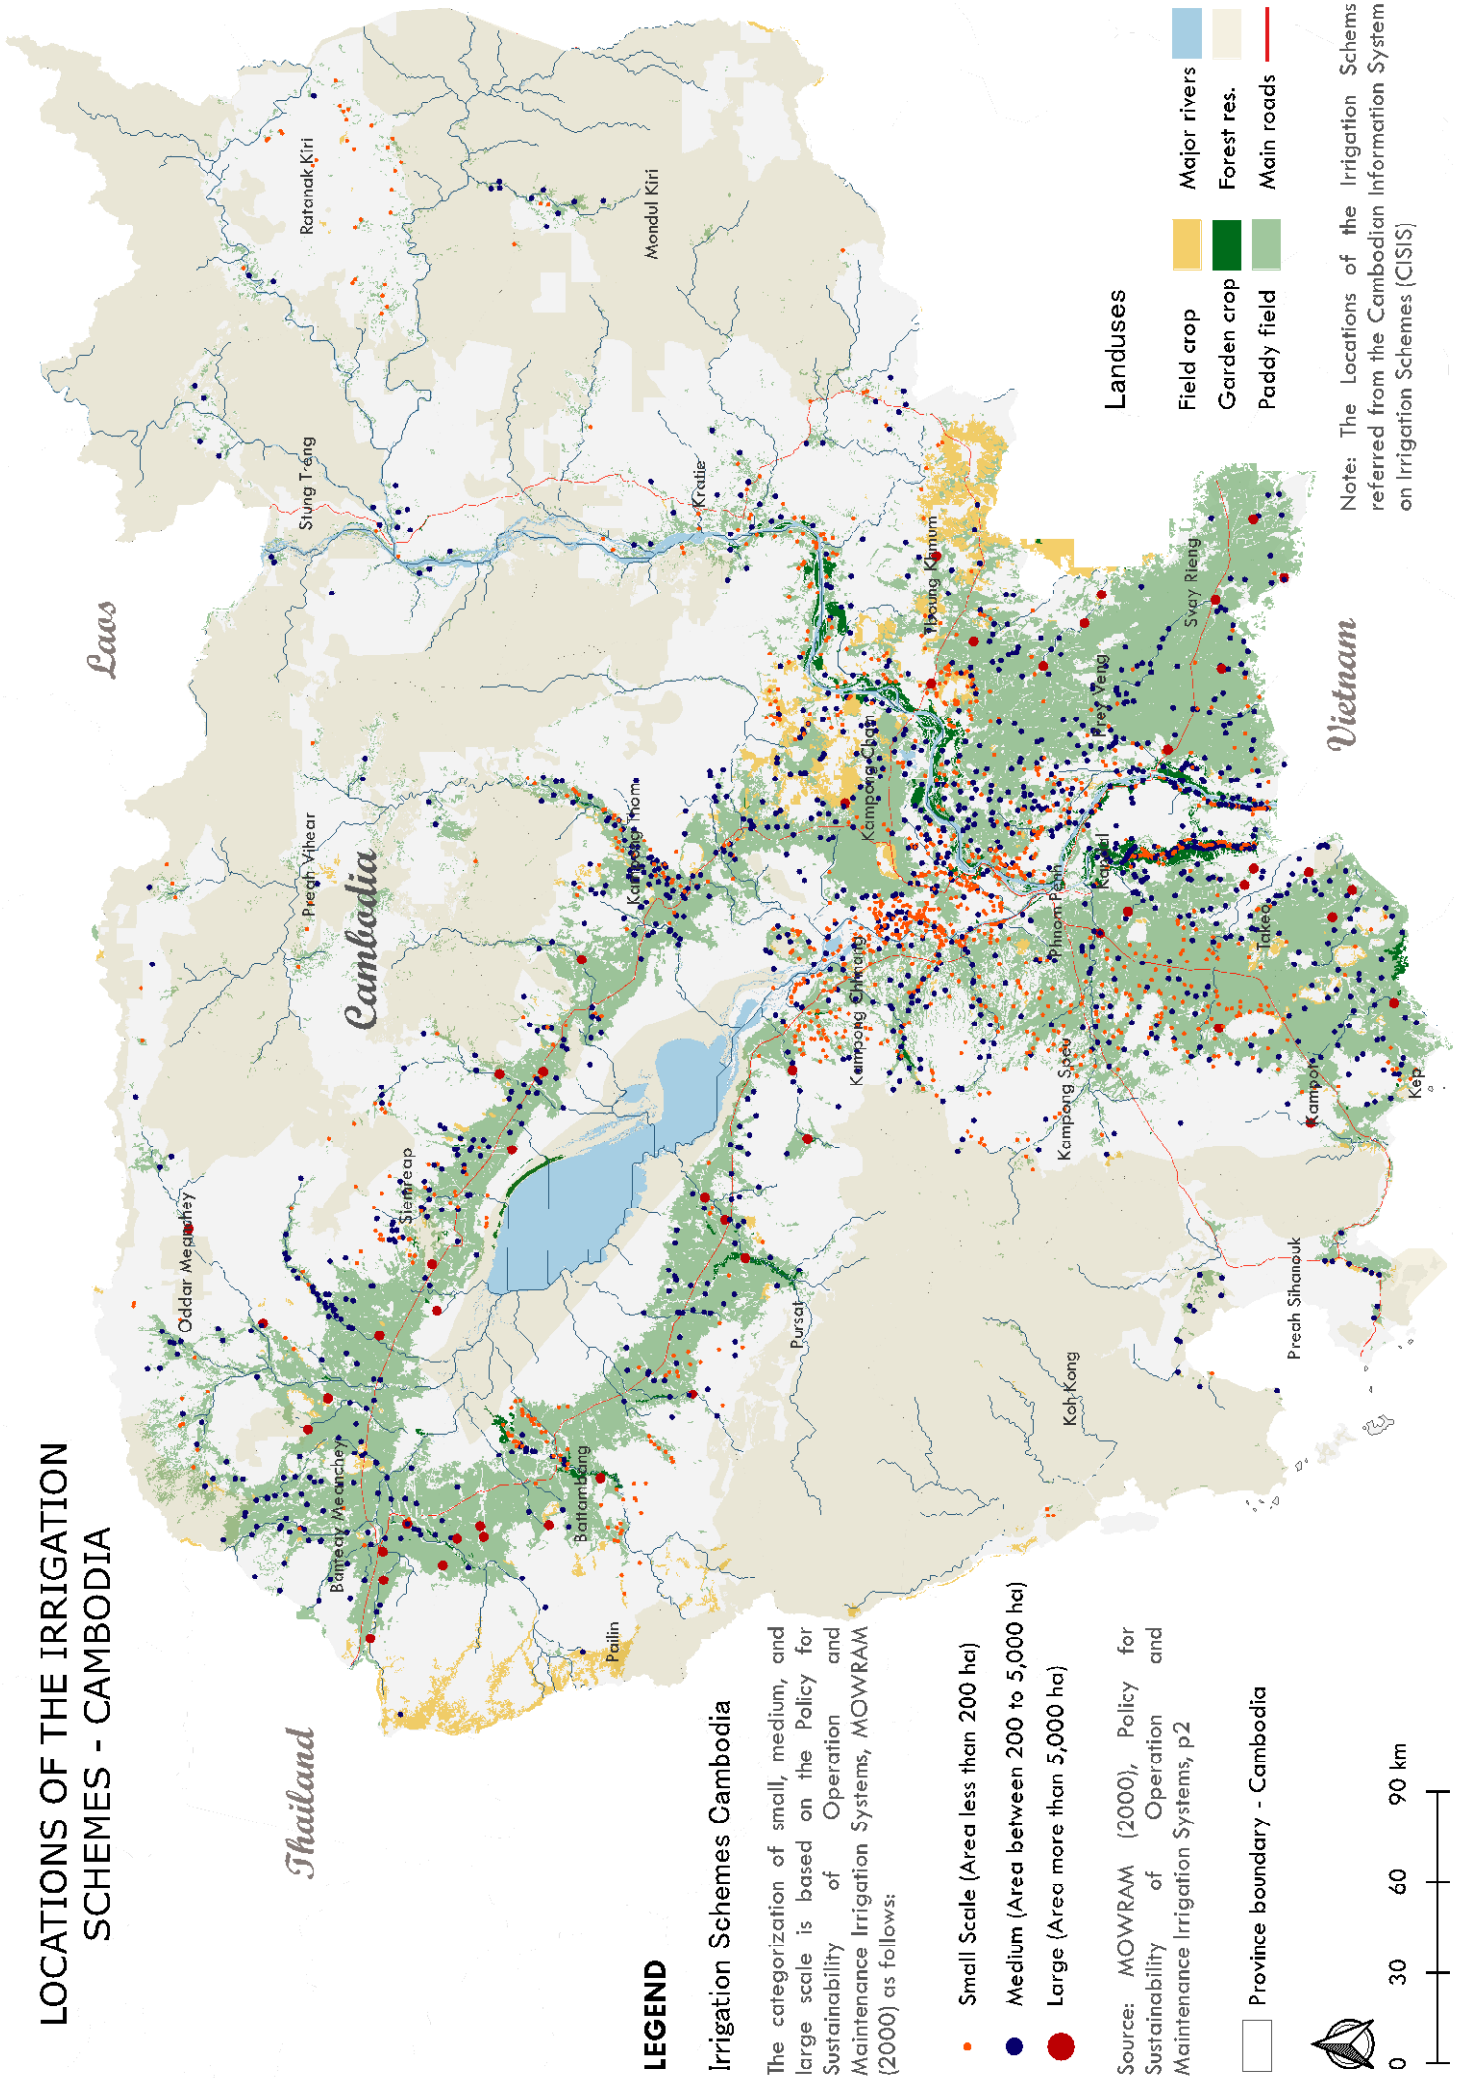 LOCATIONS OF THE IRRIGATION
SCHEMES - CAMBODIA
Thailand
Laos
Cambodia
Vietnam
Oddar Meanchey
Banteay Meanchey
Siemreap
Preah Vihear
Stung Treng
Ratanak Kiri
Mondul Kiri
Kratie
Kampong Thom
Battambang
Pailin
Pursat
Kampong Chhnang
Kampong Cham
Tboung Khmum
Prey Veng
Svay Rieng
Kandal
Phnom Penh
Kampong Speu
Takeo
Kampot
Kep
Koh Kong
Preah Sihanouk
LEGEND
Irrigation Schemes Cambodia
The categorization of small, medium, and
large scale is based on the Policy for
Sustainability of Operation and
Maintenance Irrigation Systems, MOWRAM
(2000) as follows:
Small Scale (Area less than 200 ha)
Medium (Area between 200 to 5,000 ha)
Large (Area more than 5,000 ha)
Source: MOWRAM (2000), Policy for
Sustainability of Operation and
Maintenance Irrigation Systems, p2
Province boundary - Cambodia
0 30 60 90 km
Landuses
Field crop
Garden crop
Paddy field
Major rivers
Forest res.
Main roads
Note: The Locations of the Irrigation Schems
referred from the Cambodian Information System
on Irrigation Schemes (CISIS)